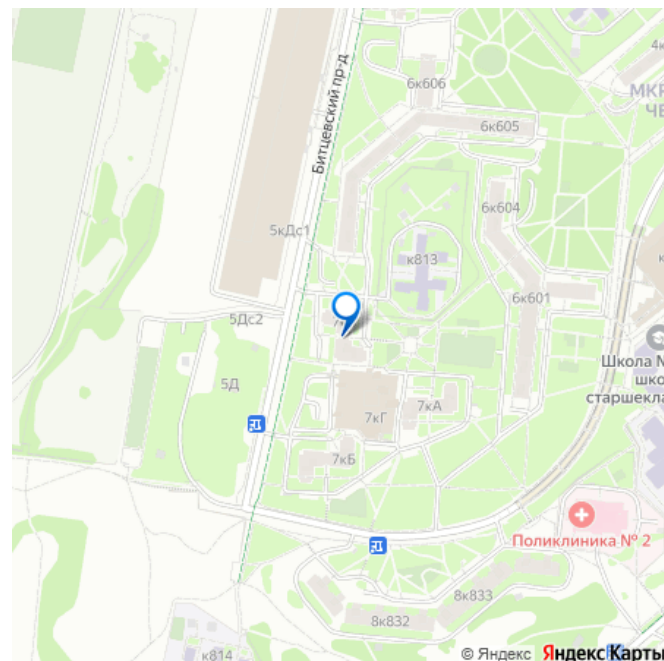 6к606
4к
МКР
ЧЕ
6к605
Битцевский пр-д
6к604
5кДс1
к813
6к601
5Дс2
Школа №
шко
старшекла
5Д
7кА
7кГ
7кБ
Поликлиника № 2
8к833
8к832
к814
© Яндекс Яндекс Карты